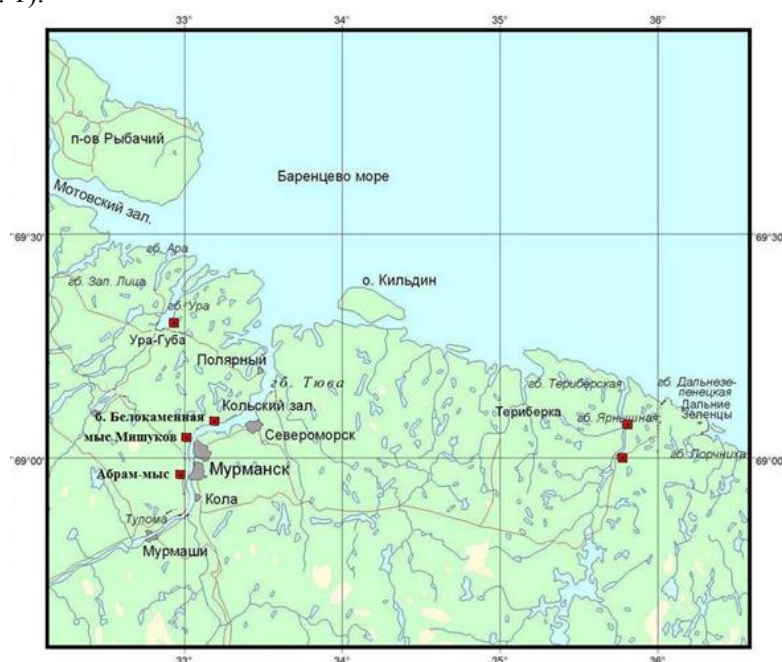 1).
33° 34° 35° 36°
п-ов Рыбачий
Баренцево море
Мотовский зал.
69°30' 69°30'
гб. Ара
гб. Зап. Лица
о. Кильдин
гб. Ура
Ура-Губа
Полярный
гб. Тюва
гб. Териберская
гб. Дальнезе-
пенецкая
Дальние
Зеленцы
б. Белокаменная
Кольский зал.
Териберка
гб. Ярнышная
мыс Мишуков
Североморск
69°00' 69°00'
гб. Порчниха
Абрам-мыс
Мурманск
Кола
Тулома
Мурмаши
33° 34° 35° 36°